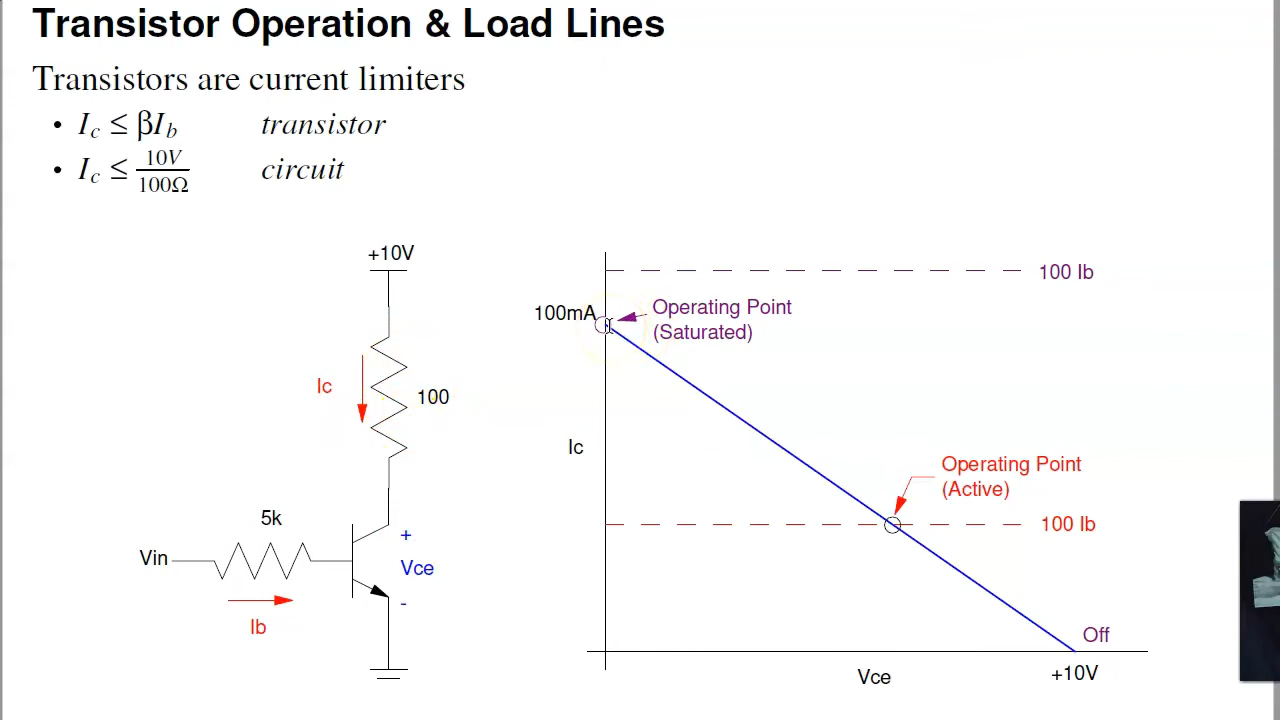 Transistor Operation & Load Lines
Transistors are current limiters
• Ic ≤ βIb transistor
• Ic ≤ 10V/100Ω circuit
+10V
Ic
100
5k
Vin
Ib
+
Vce
-
100 Ib
100mA
Operating Point
(Saturated)
Ic
Operating Point
(Active)
100 Ib
Off
Vce
+10V